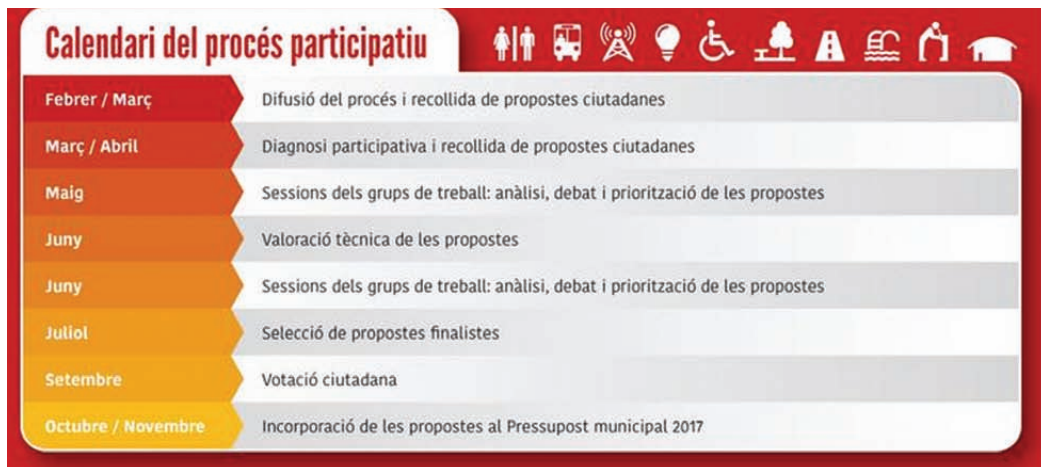 Calendari del procés participatiu
Febrer / Març
Difusió del procés i recollida de propostes ciutadanes
Març / Abril
Diagnosi participativa i recollida de propostes ciutadanes
Maig
Sessions dels grups de treball: anàlisi, debat i priorització de les propostes
Juny
Valoració tècnica de les propostes
Juny
Sessions dels grups de treball: anàlisi, debat i priorització de les propostes
Juliol
Selecció de propostes finalistes
Setembre
Votació ciutadana
Octubre / Novembre
Incorporació de les propostes al Pressupost municipal 2017